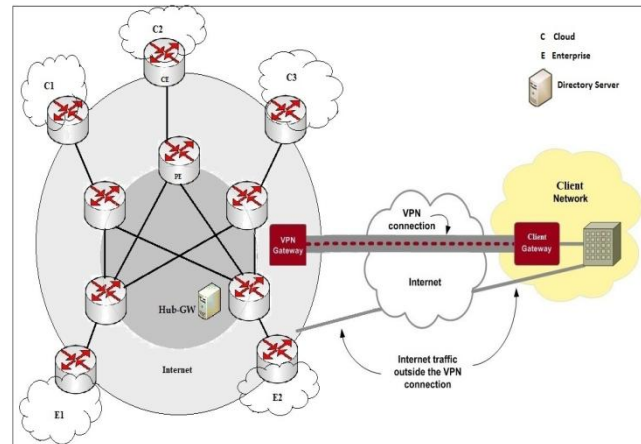 C2
C Cloud
E Enterprise
Directory Server
C1
CE
C3
PE
Client
Network
VPN
connection
VPN
Gateway
Client
Gateway
Internet
Hub-GW
Internet
Internet traffic
outside the VPN
connection
E1
E2